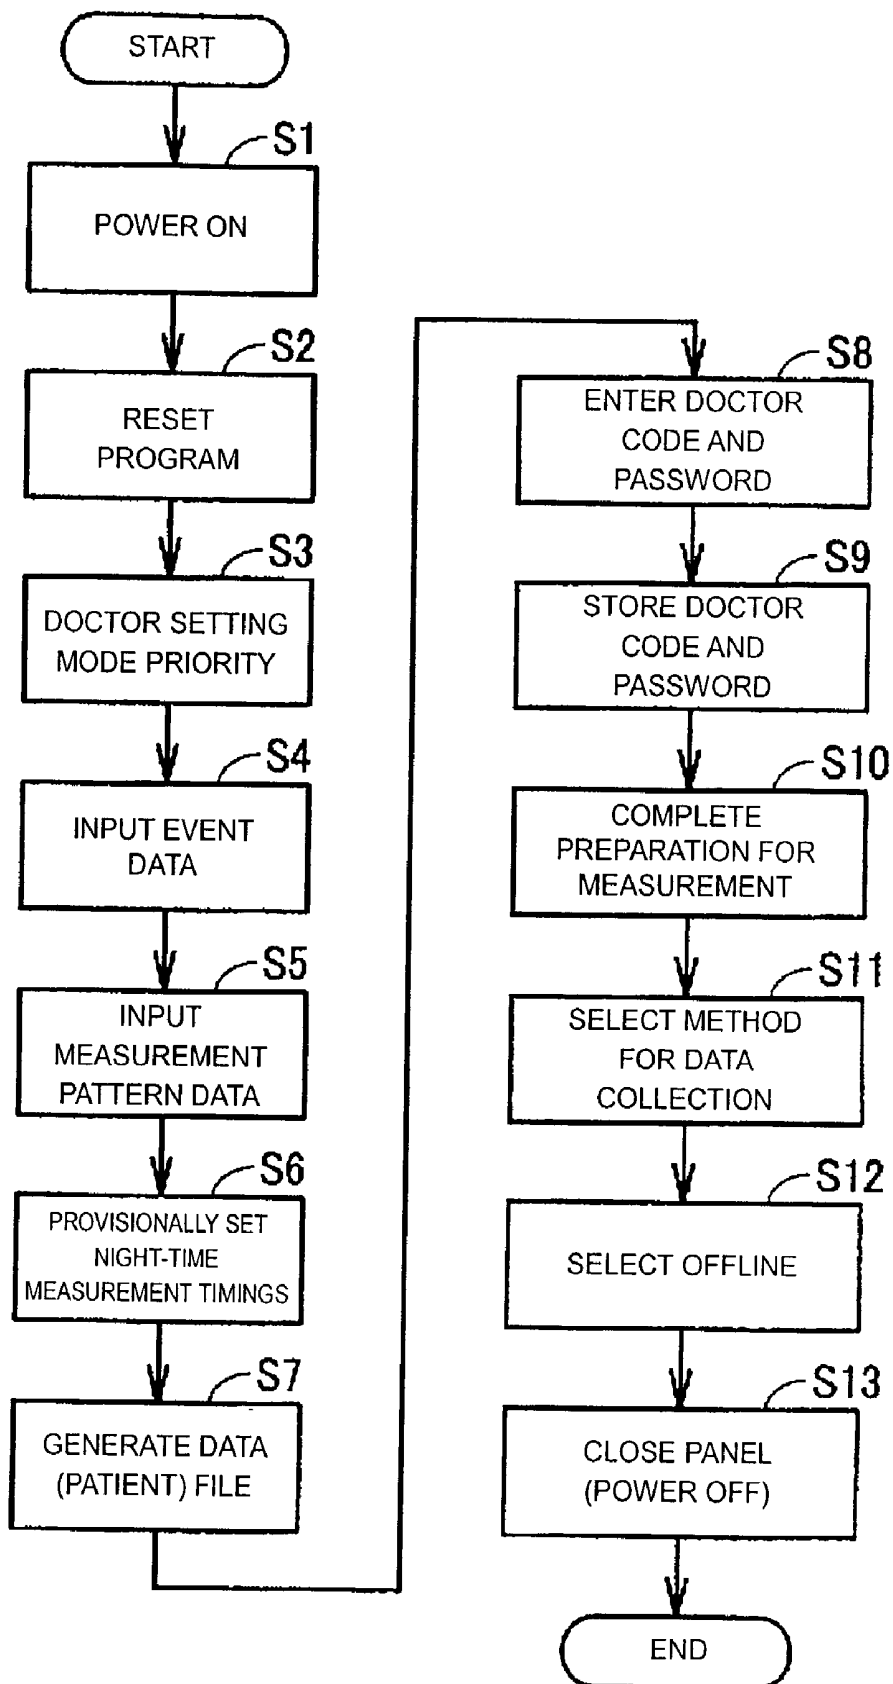 START
S1
POWER ON
S2
RESET
PROGRAM
S3
DOCTOR SETTING
MODE PRIORITY
S4
INPUT EVENT
DATA
S5
INPUT
MEASUREMENT
PATTERN DATA
S6
PROVISIONALLY SET
NIGHT-TIME
MEASUREMENT TIMINGS
S7
GENERATE DATA
(PATIENT) FILE
S8
ENTER DOCTOR
CODE AND
PASSWORD
S9
STORE DOCTOR
CODE AND
PASSWORD
S10
COMPLETE
PREPARATION FOR
MEASUREMENT
S11
SELECT METHOD
FOR DATA
COLLECTION
S12
SELECT OFFLINE
S13
CLOSE PANEL
(POWER OFF)
END